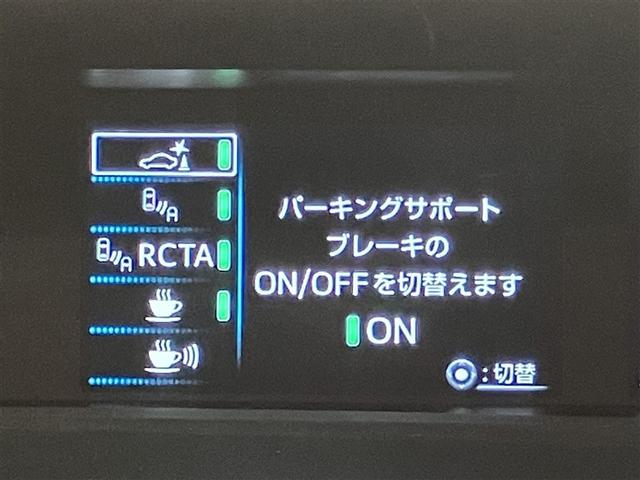 RCTA
パーキングサポート
ブレーキの
ON/OFFを切替えます
ON
:切替